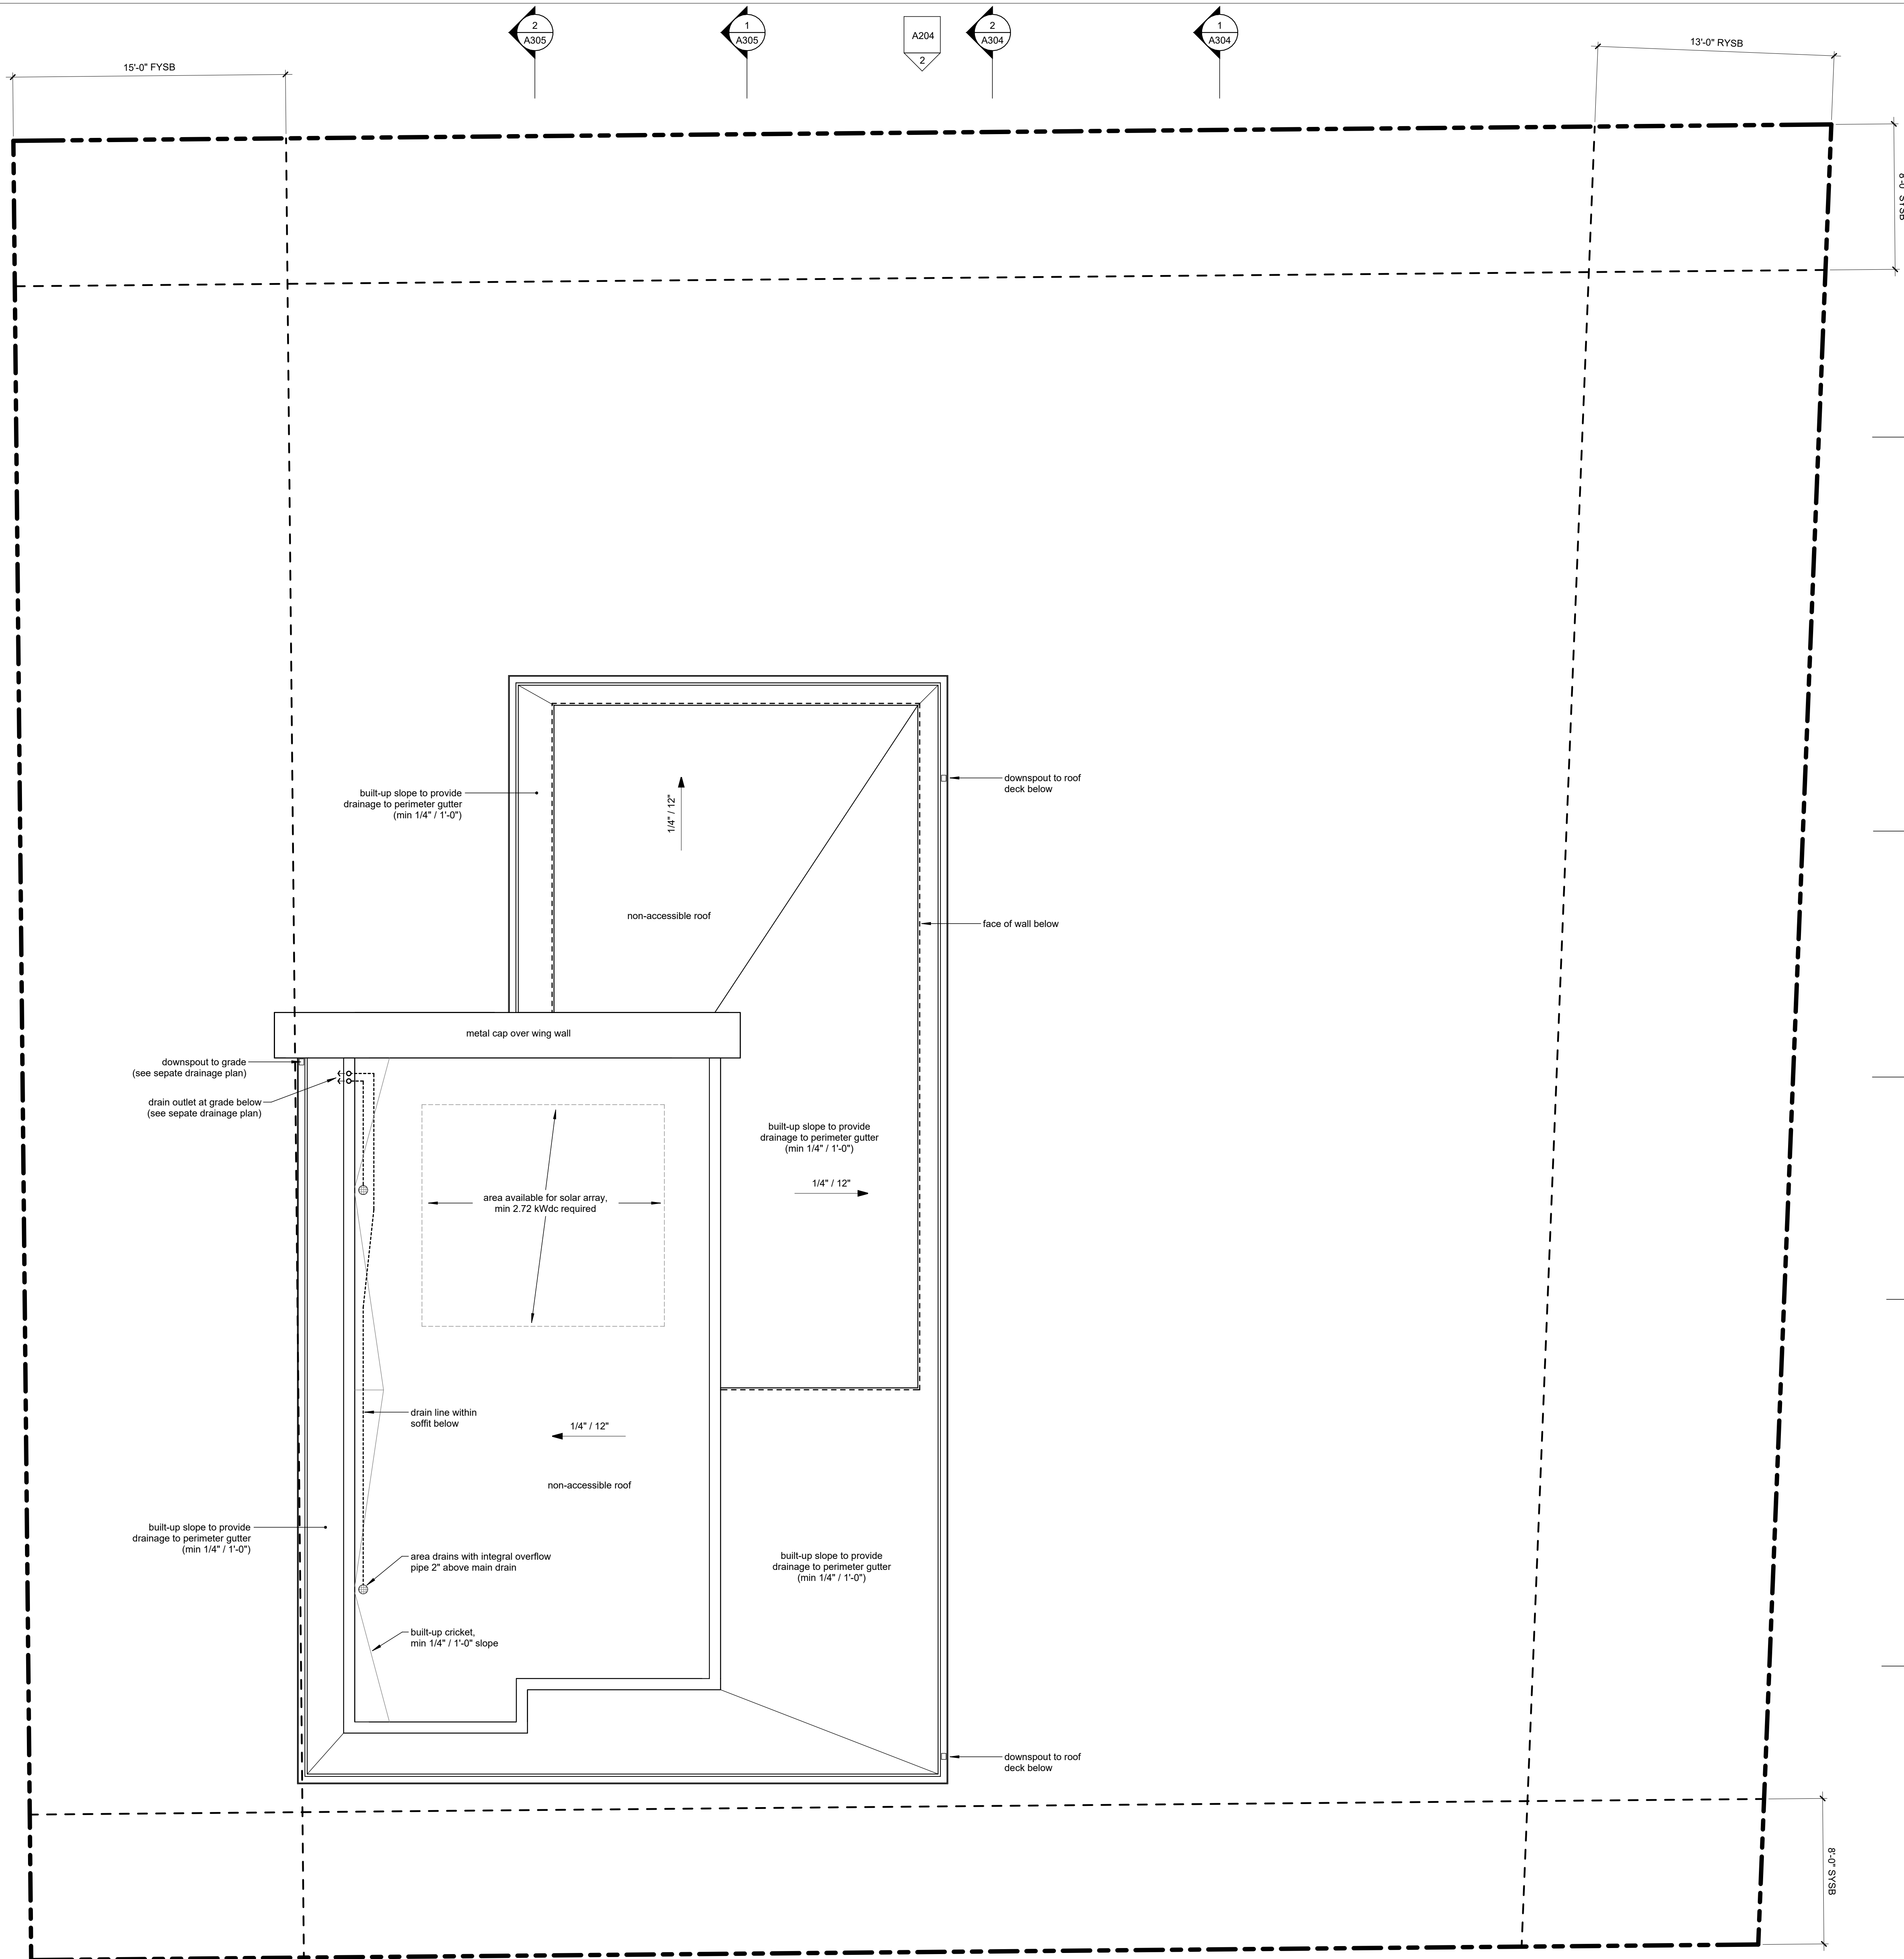 2
A305
1
A305
A204
2
2
A304
1
A304
15'-0" FYSB
13'-0" RYSB
8'-0" SYSB
built-up slope to provide
drainage to perimeter gutter
(min 1/4" / 1'-0")
1/4" / 12"
downspout to roof
deck below
non-accessible roof
face of wall below
metal cap over wing wall
downspout to grade
(see sepate drainage plan)
drain outlet at grade below
(see sepate drainage plan)
built-up slope to provide
drainage to perimeter gutter
(min 1/4" / 1'-0")
1/4" / 12"
area available for solar array,
min 2.72 kWdc required
drain line within
soffit below
1/4" / 12"
non-accessible roof
built-up slope to provide
drainage to perimeter gutter
(min 1/4" / 1'-0")
area drains with integral overflow
pipe 2" above main drain
built-up slope to provide
drainage to perimeter gutter
(min 1/4" / 1'-0")
built-up cricket,
min 1/4" / 1'-0" slope
downspout to roof
deck below
8'-0" SYSB